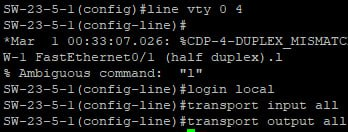 SW-23-5-1(config)#line vty 0 4
SW-23-5-1(config-line)#
*Mar  1 00:33:07.026: %CDP-4-DUPLEX_MISMATC
W-1 FastEthernet0/1 (half duplex).l
% Ambiguous command:  "l"
SW-23-5-1(config-line)#login local
SW-23-5-1(config-line)#transport input all
SW-23-5-1(config-line)#transport output all